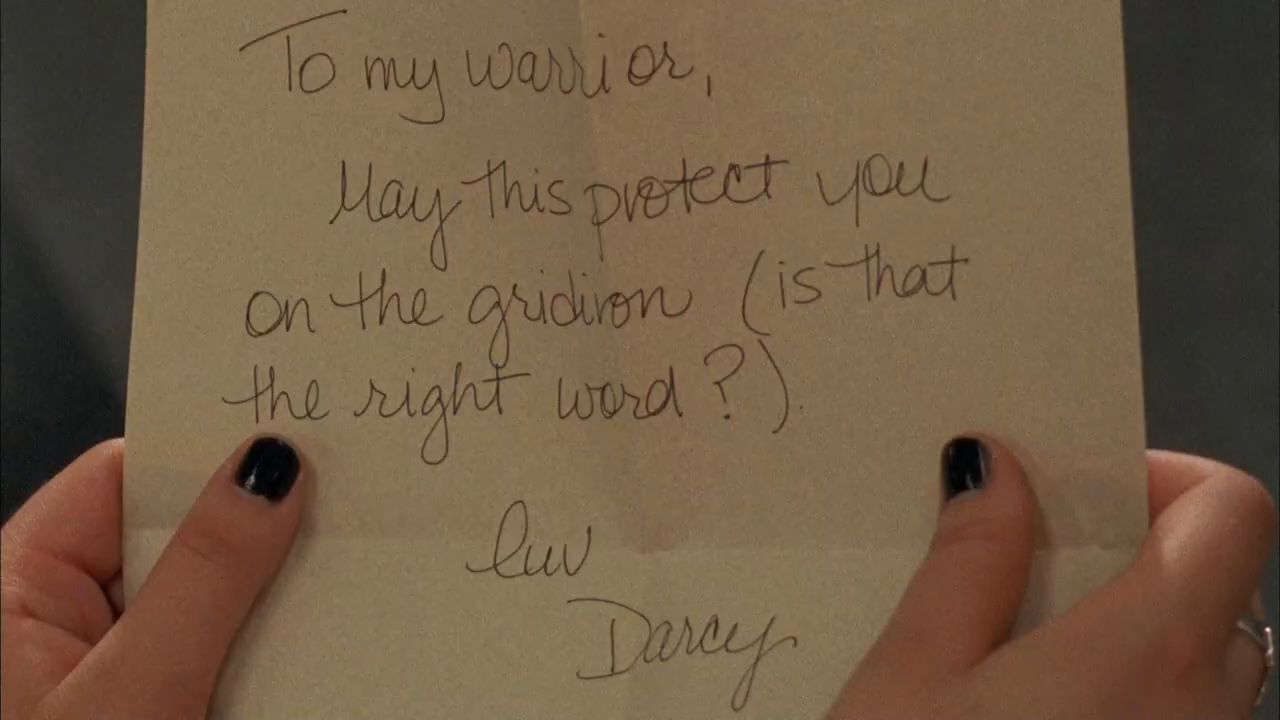 To my warrior,
May this protect you
on the gridiron (is that
the right word?).
luv
Darcy